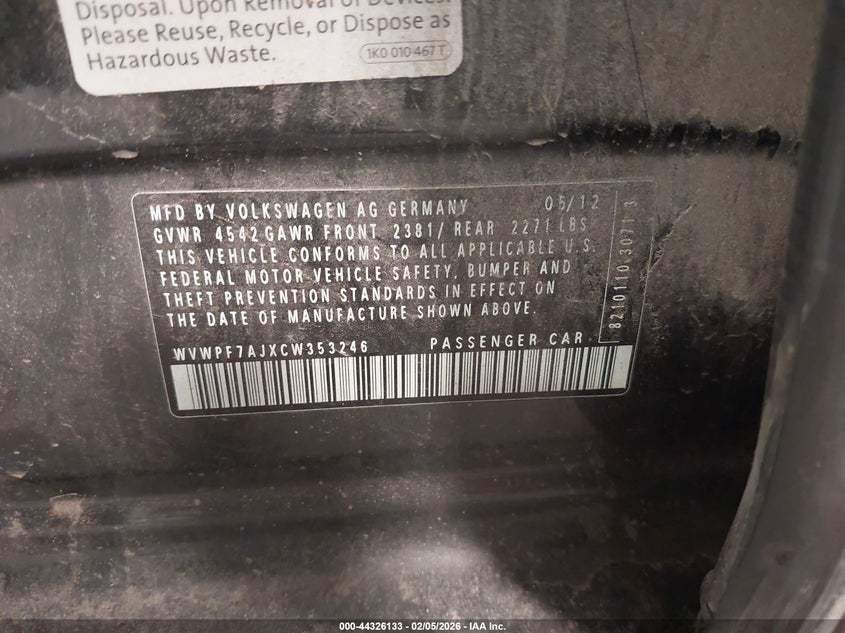 Disposal. Upon Removal of Devices
Please Reuse, Recycle, or Dispose as
Hazardous Waste.
1K0 010 467 T
MFD BY VOLKSWAGEN AG GERMANY 05/12
GVWR 4542 GAWR FRONT 2381/ REAR 2271 LBS
THIS VEHICLE CONFORMS TO ALL APPLICABLE U.S.
FEDERAL MOTOR VEHICLE SAFETY, BUMPER AND
THEFT PREVENTION STANDARDS IN EFFECT ON
THE DATE OF MANUFACTURE SHOWN ABOVE.
WVWPF7AJXCW353246 PASSENGER CAR
8210110 30713
000-44326133 - 02/05/2026 - IAA Inc.